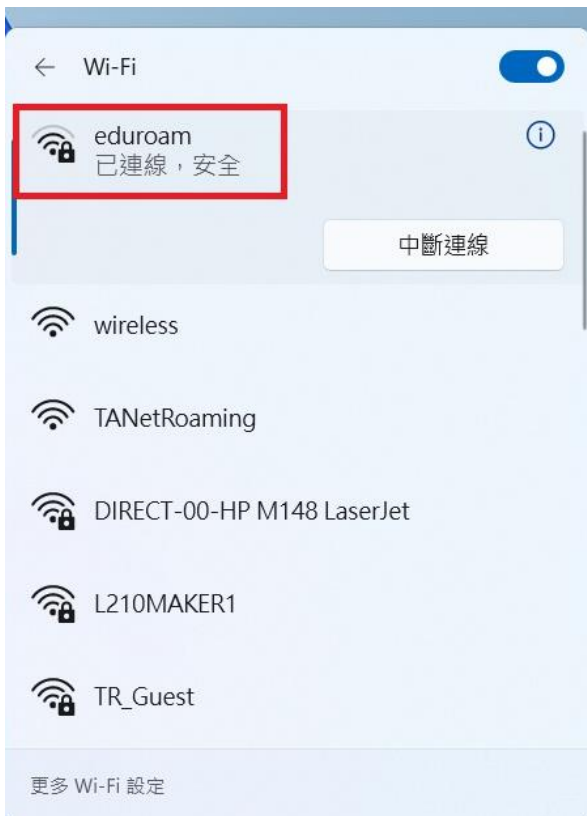 Wi-Fi
eduroam
已連線，安全
中斷連線
wireless
TANetRoaming
DIRECT-00-HP M148 LaserJet
L210MAKER1
TR_Guest
更多 Wi-Fi 設定